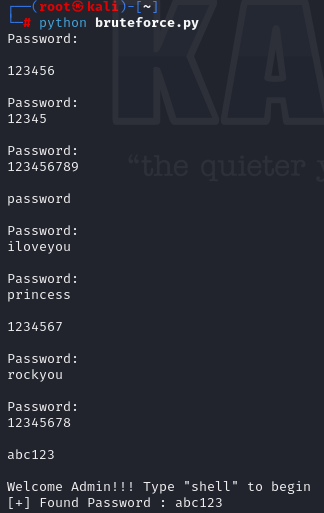 ┌──(root㉿kali)-[~]
└─# python bruteforce.py
Password:
123456
Password:
12345
Password:
123456789
password
Password:
iloveyou
Password:
princess
1234567
Password:
rockyou
Password:
12345678
abc123
Welcome Admin!!! Type "shell" to begin
[+] Found Password : abc123
KA
“the quieter y